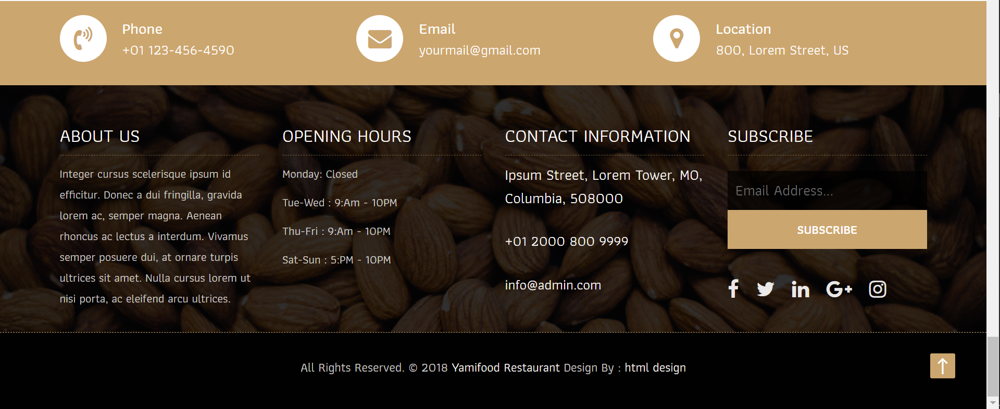 Phone
+01 123-456-4590
Email
yourmail@gmail.com
Location
800, Lorem Street, US
ABOUT US
Integer cursus scelerisque ipsum id
efficitur. Donec a dui fringilla, gravida
lorem ac, semper magna. Aenean
rhoncus ac lectus a interdum. Vivamus
semper posuere dui, at ornare turpis
ultrices sit amet. Nulla cursus lorem ut
nisi porta, ac eleifend arcu ultrices.
OPENING HOURS
Monday: Closed
Tue-Wed : 9:Am - 10PM
Thu-Fri : 9:Am - 10PM
Sat-Sun : 5:PM - 10PM
CONTACT INFORMATION
Ipsum Street, Lorem Tower, MO,
Columbia, 508000
+01 2000 800 9999
info@admin.com
SUBSCRIBE
Email Address...
SUBSCRIBE
All Rights Reserved. © 2018 Yamifood Restaurant Design By : html design